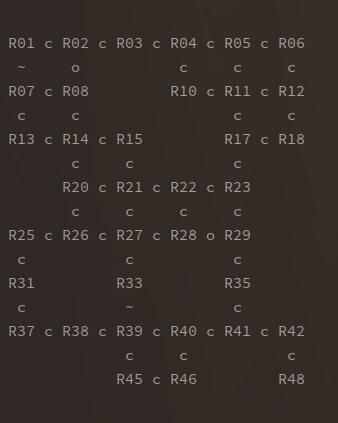 R01 c R02 c R03 c R04 c R05 c R06
~ o c c c
R07 c R08 R10 c R11 c R12
c c c c
R13 c R14 c R15 R17 c R18
c c c
R20 c R21 c R22 c R23
c c c c
R25 c R26 c R27 c R28 o R29
c c c
R31 R33 R35
c ~ c
R37 c R38 c R39 c R40 c R41 c R42
c c c
R45 c R46 R48